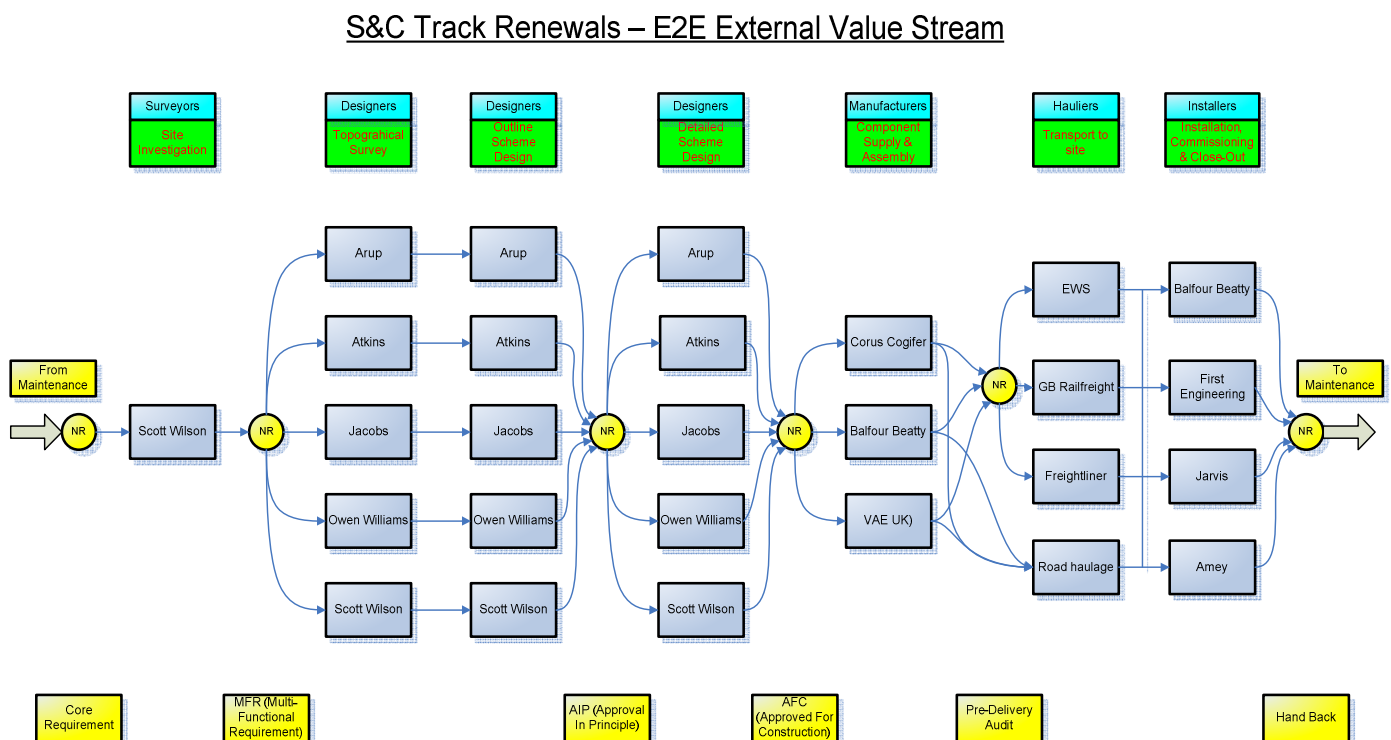 S&C Track Renewals – E2E External Value Stream
Surveyors
Site
Investigation
Designers
Topograhical
Survey
Designers
Outline
Scheme
Design
Designers
Detailed
Scheme
Design
Manufacturers
Component
Supply &
Assembly
Hauliers
Transport to
site
Installers
Installation,
Commissioning
& Close-Out
From
Maintenance
NR
Scott Wilson
NR
Arup
Atkins
Jacobs
Owen Williams
Scott Wilson
Arup
Atkins
Jacobs
Owen Williams
Scott Wilson
NR
Arup
Atkins
Jacobs
Owen Williams
Scott Wilson
NR
Corus Cogifer
Balfour Beatty
VAE UK)
NR
EWS
GB Railfreight
Freightliner
Road haulage
Balfour Beatty
First
Engineering
Jarvis
Amey
NR
To
Maintenance
Core
Requirement
MFR (Multi-
Functional
Requirement)
AIP (Approval
In Principle)
AFC
(Approved For
Construction)
Pre-Delivery
Audit
Hand Back